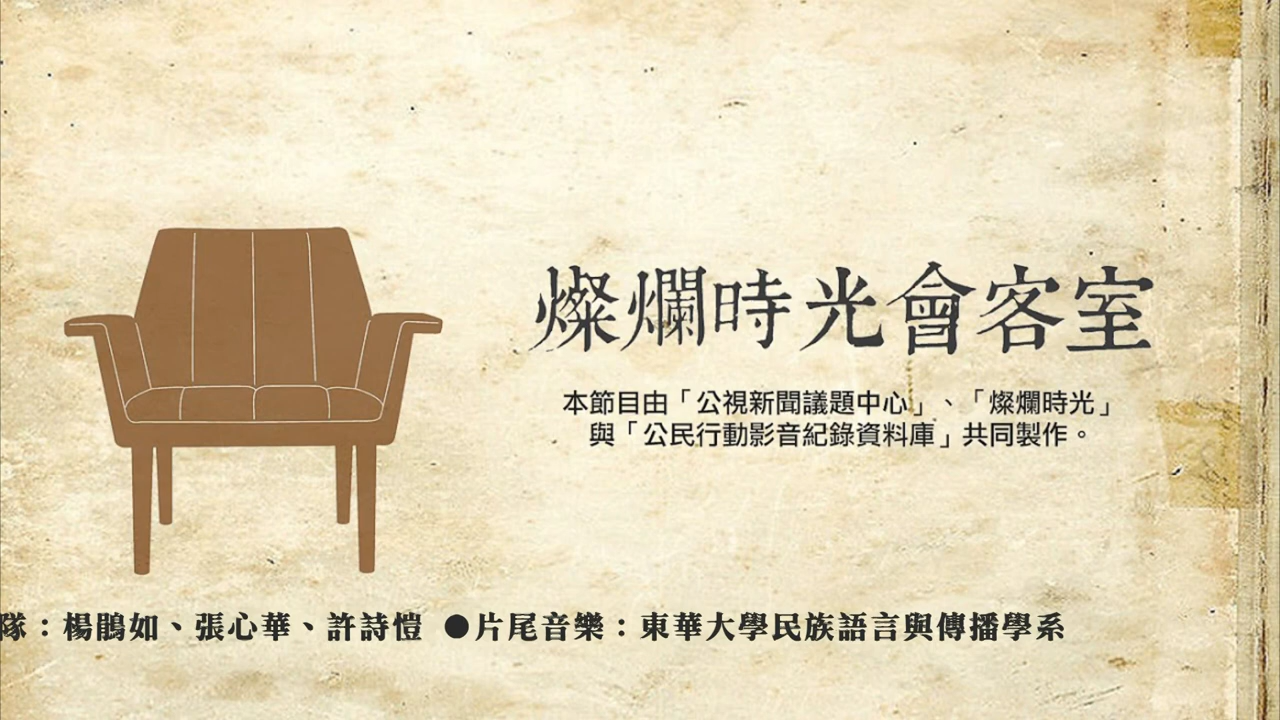 燦爛時光會客室
本節目由「公視新聞議題中心」、「燦爛時光」
與「公民行動影音紀錄資料庫」共同製作。
隊：楊鵑如、張心華、許詩愷 ●片尾音樂：東華大學民族語言與傳播學系